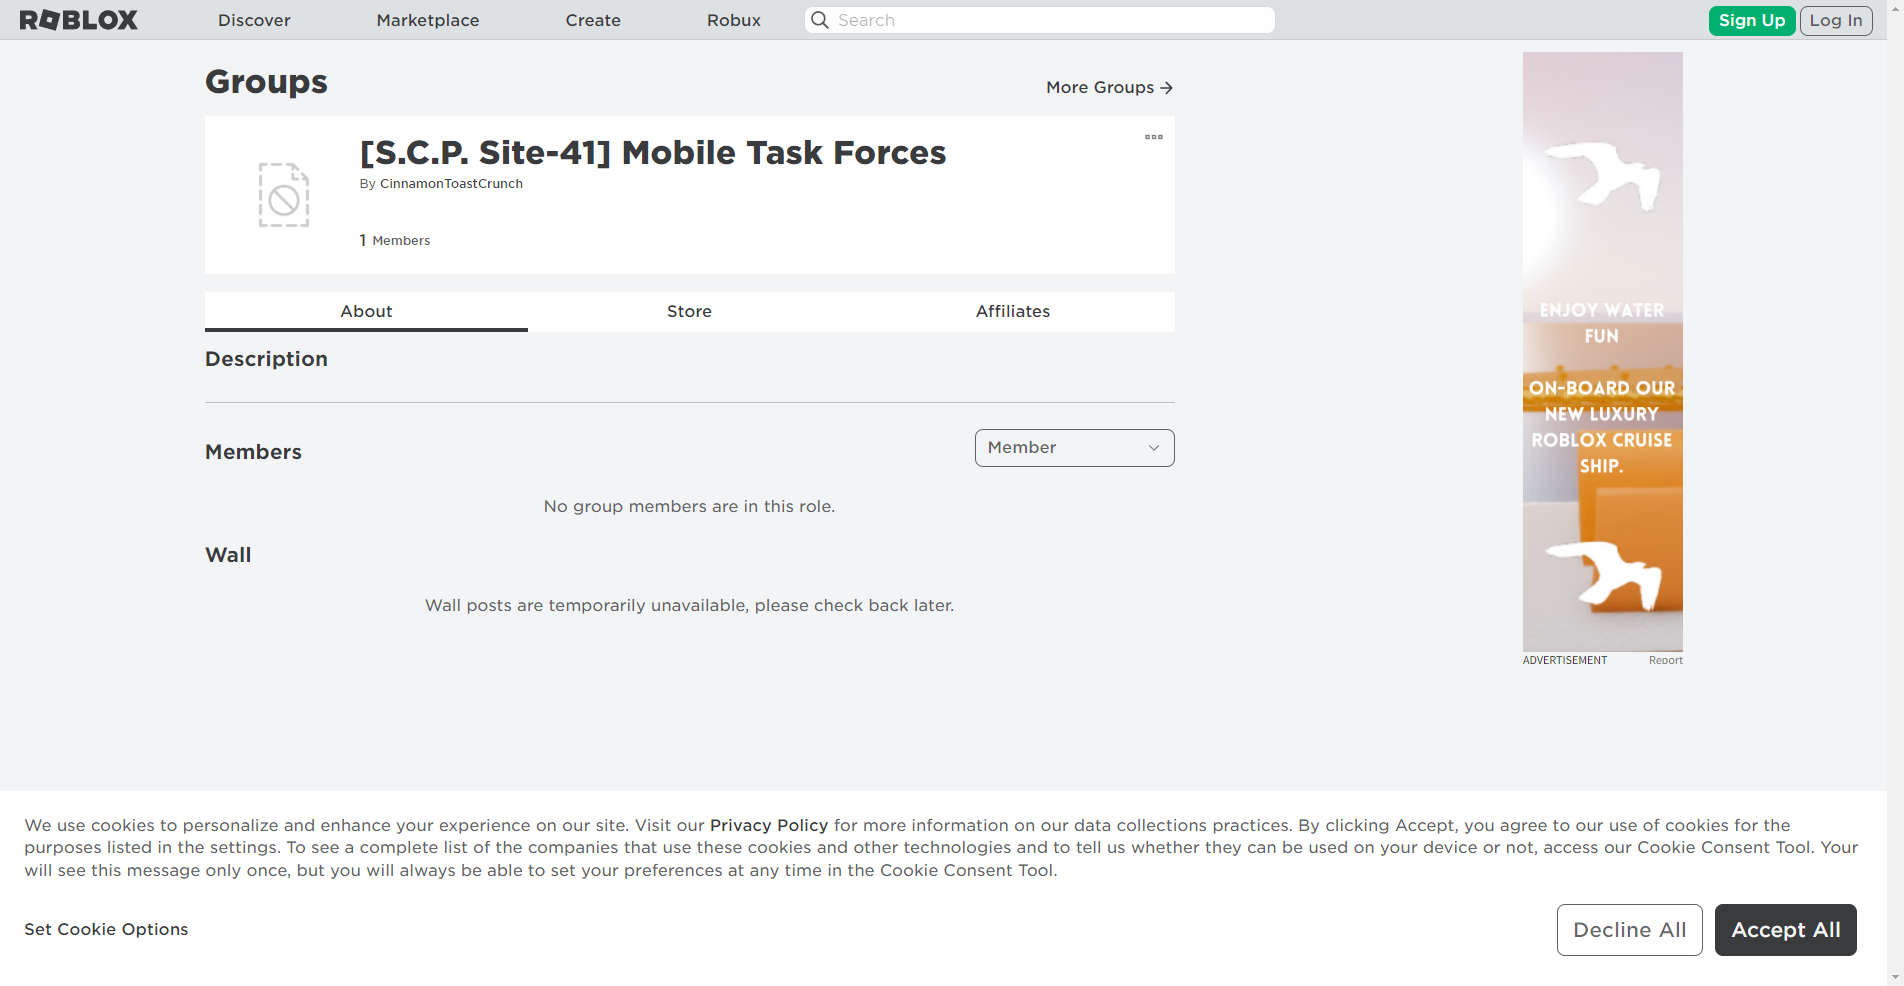 ROBLOX
Discover
Marketplace
Create
Robux
Search
Sign Up
Log In
Groups
More Groups →
[S.C.P. Site-41] Mobile Task Forces
By CinnamonToastCrunch
1 Members
About
Store
Affiliates
Description
Members
Member
No group members are in this role.
Wall
Wall posts are temporarily unavailable, please check back later.
ENJOY WATER
FUN
ON-BOARD OUR
NEW LUXURY
ROBLOX CRUISE
SHIP.
ADVERTISEMENT
Report
We use cookies to personalize and enhance your experience on our site. Visit our Privacy Policy for more information on our data collections practices. By clicking Accept, you agree to our use of cookies for the
purposes listed in the settings. To see a complete list of the companies that use these cookies and other technologies and to tell us whether they can be used on your device or not, access our Cookie Consent Tool. Your
will see this message only once, but you will always be able to set your preferences at any time in the Cookie Consent Tool.
Set Cookie Options
Decline All
Accept All